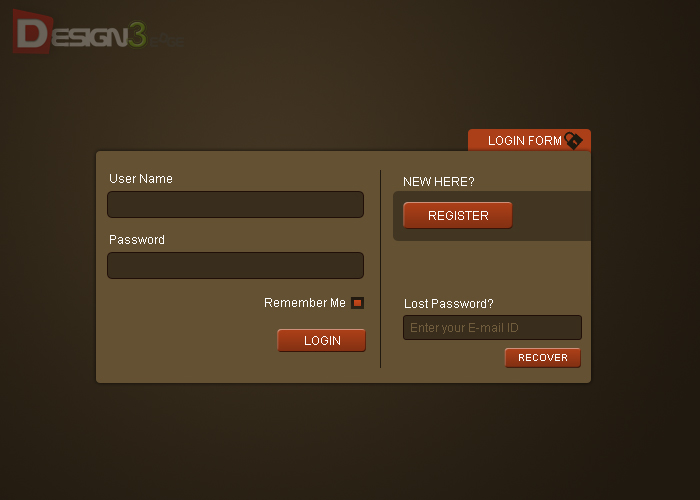 Design3
LOGIN FORM
User Name
Password
Remember Me
LOGIN
NEW HERE?
REGISTER
Lost Password?
Enter your E-mail ID
RECOVER